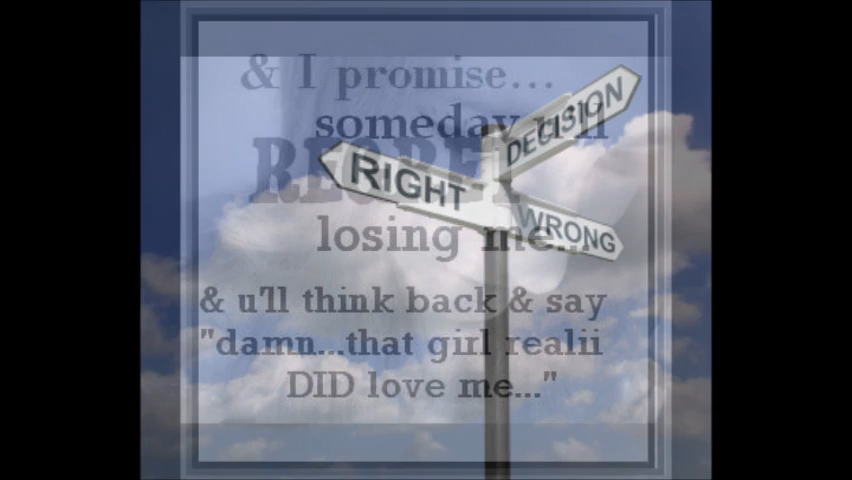 & I promise...
someday u'll
REGRET
losing me...
& u'll think back & say
"damn...that girl realii
DID love me..."
DECISION
RIGHT
WRONG